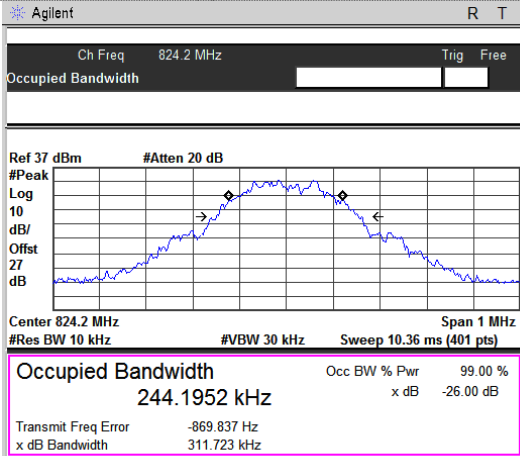 Agilent R T
Ch Freq 824.2 MHz Trig Free
Occupied Bandwidth
Ref 37 dBm #Atten 20 dB
#Peak
Log
10
dB/
Offst
27
dB
Center 824.2 MHz Span 1 MHz
#Res BW 10 kHz #VBW 30 kHz Sweep 10.36 ms (401 pts)
Occupied Bandwidth Occ BW % Pwr 99.00 %
244.1952 kHz x dB -26.00 dB
Transmit Freq Error -869.837 Hz
x dB Bandwidth 311.723 kHz